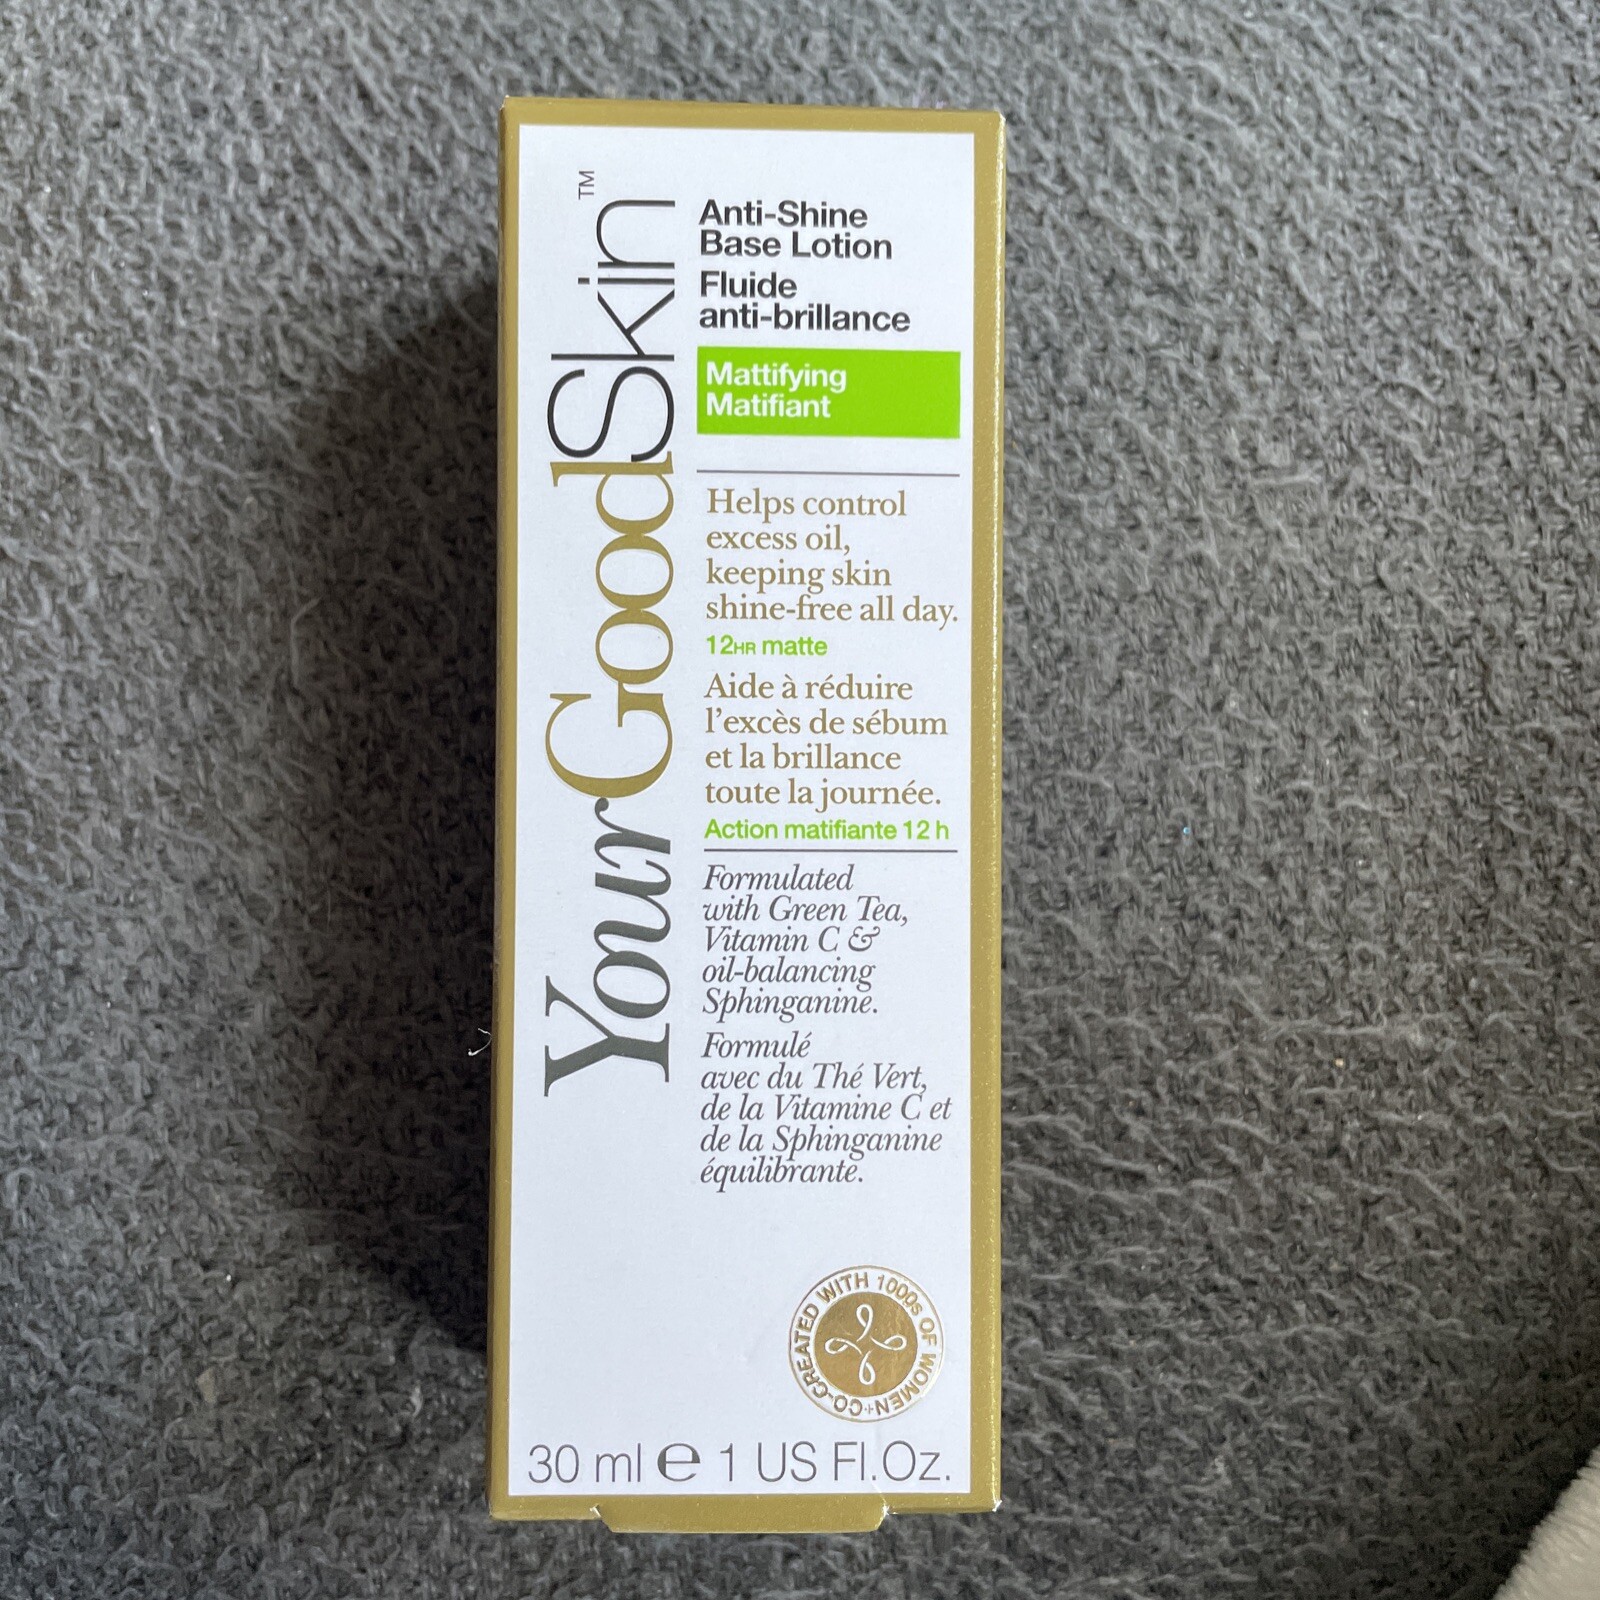 YourGoodSkin™
Anti-Shine
Base Lotion
Fluide
anti-brillance
Mattifying
Matifiant
Helps control
excess oil,
keeping skin
shine-free all day.
12HR matte
Aide à réduire
l'excès de sébum
et la brillance
toute la journée.
Action matifiante 12 h
Formulated
with Green Tea,
Vitamin C &
oil-balancing
Sphinganine.
Formulé
avec du Thé Vert,
de la Vitamine C et
de la Sphinganine
équilibrante.
CO-CREATED WITH 1000s OF WOMEN+
30 ml e 1 US Fl.Oz.